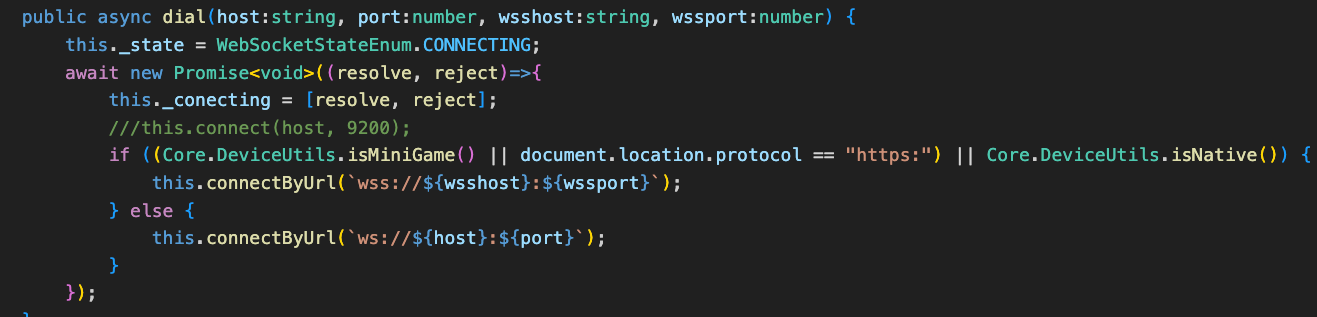 public async dial(host:string, port:number, wsshost:string, wssport:number) {
this._state = WebSocketStateEnum.CONNECTING;
await new Promise<void>((resolve, reject)=>{
this._conecting = [resolve, reject];
///this.connect(host, 9200);
if ((Core.DeviceUtils.isMiniGame() || document.location.protocol == "https:") || Core.DeviceUtils.isNative()) {
this.connectByUrl(`wss://${wsshost}:${wssport}`);
} else {
this.connectByUrl(`ws://${host}:${port}`);
}
});
}